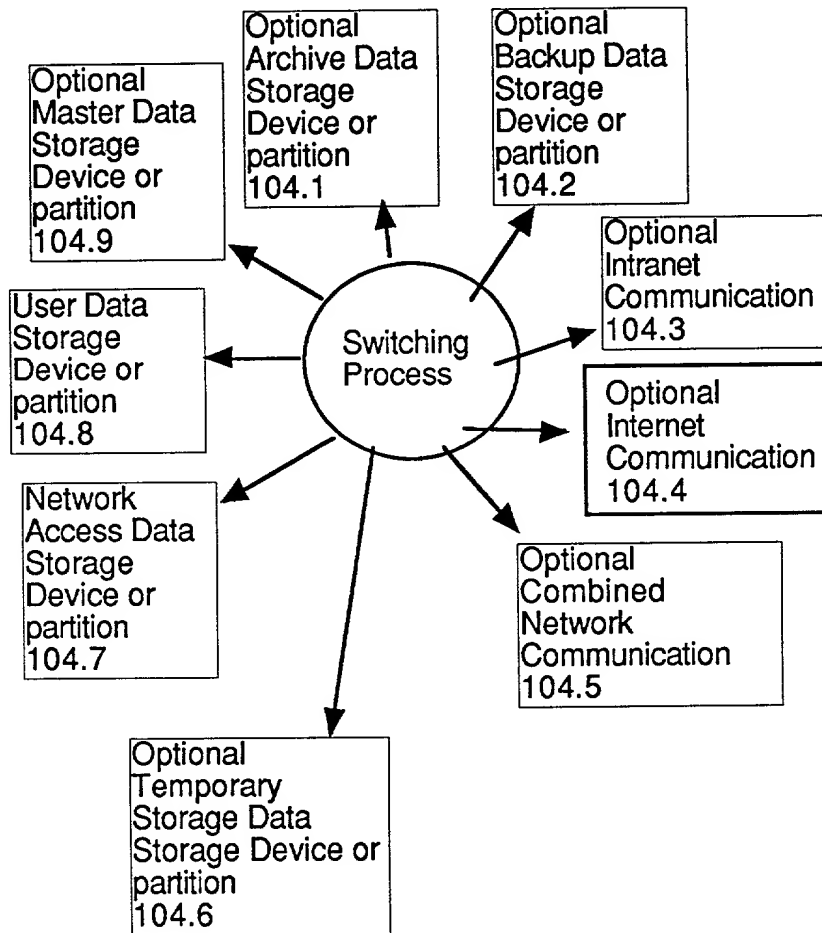 Optional
Archive Data
Storage
Device or
partition
104.1
Optional
Backup Data
Storage
Device or
partition
104.2
Optional
Master Data
Storage
Device or
partition
104.9
Optional
Intranet
Communication
104.3
User Data
Storage
Device or
partition
104.8
Switching
Process
Optional
Internet
Communication
104.4
Network
Access Data
Storage
Device or
partition
104.7
Optional
Combined
Network
Communication
104.5
Optional
Temporary
Storage Data
Storage Device or
partition
104.6